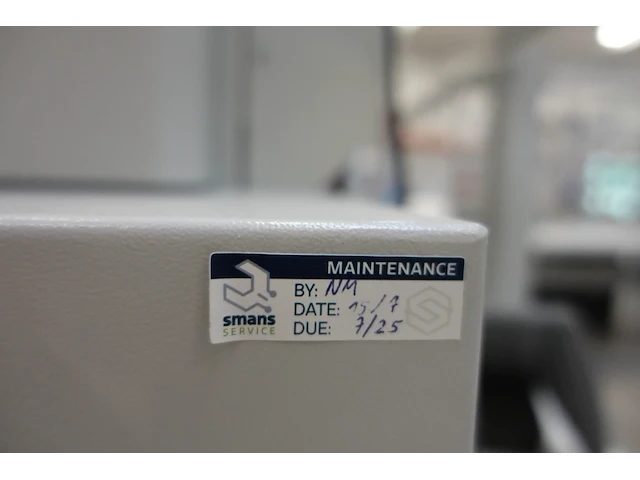 MAINTENANCE
BY: NM
DATE: 15/7
DUE: 7/25
smans
SERVICE